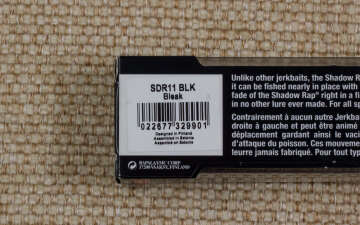 SDR11 BLK
Bleak
022677329901
Designed in Finland
Assembled in Estonia
Assemblé en Estonie
RAPALA VMC CORP.
17200 VÄÄKSY, FINLAND
Unlike other jerkbaits, the Shadow R
it can be fished nearly in place with
fade of the Shadow Rap® right in a fi
in no other lure ever made. For all s
Contrairement à aucun autre Jerkba
droite à gauche et peut être animé
déplacement gardant ainsi le vaci
d'attaque du poisson. Ces mouvem
leurre jamais fabriqué. Pour tout typ